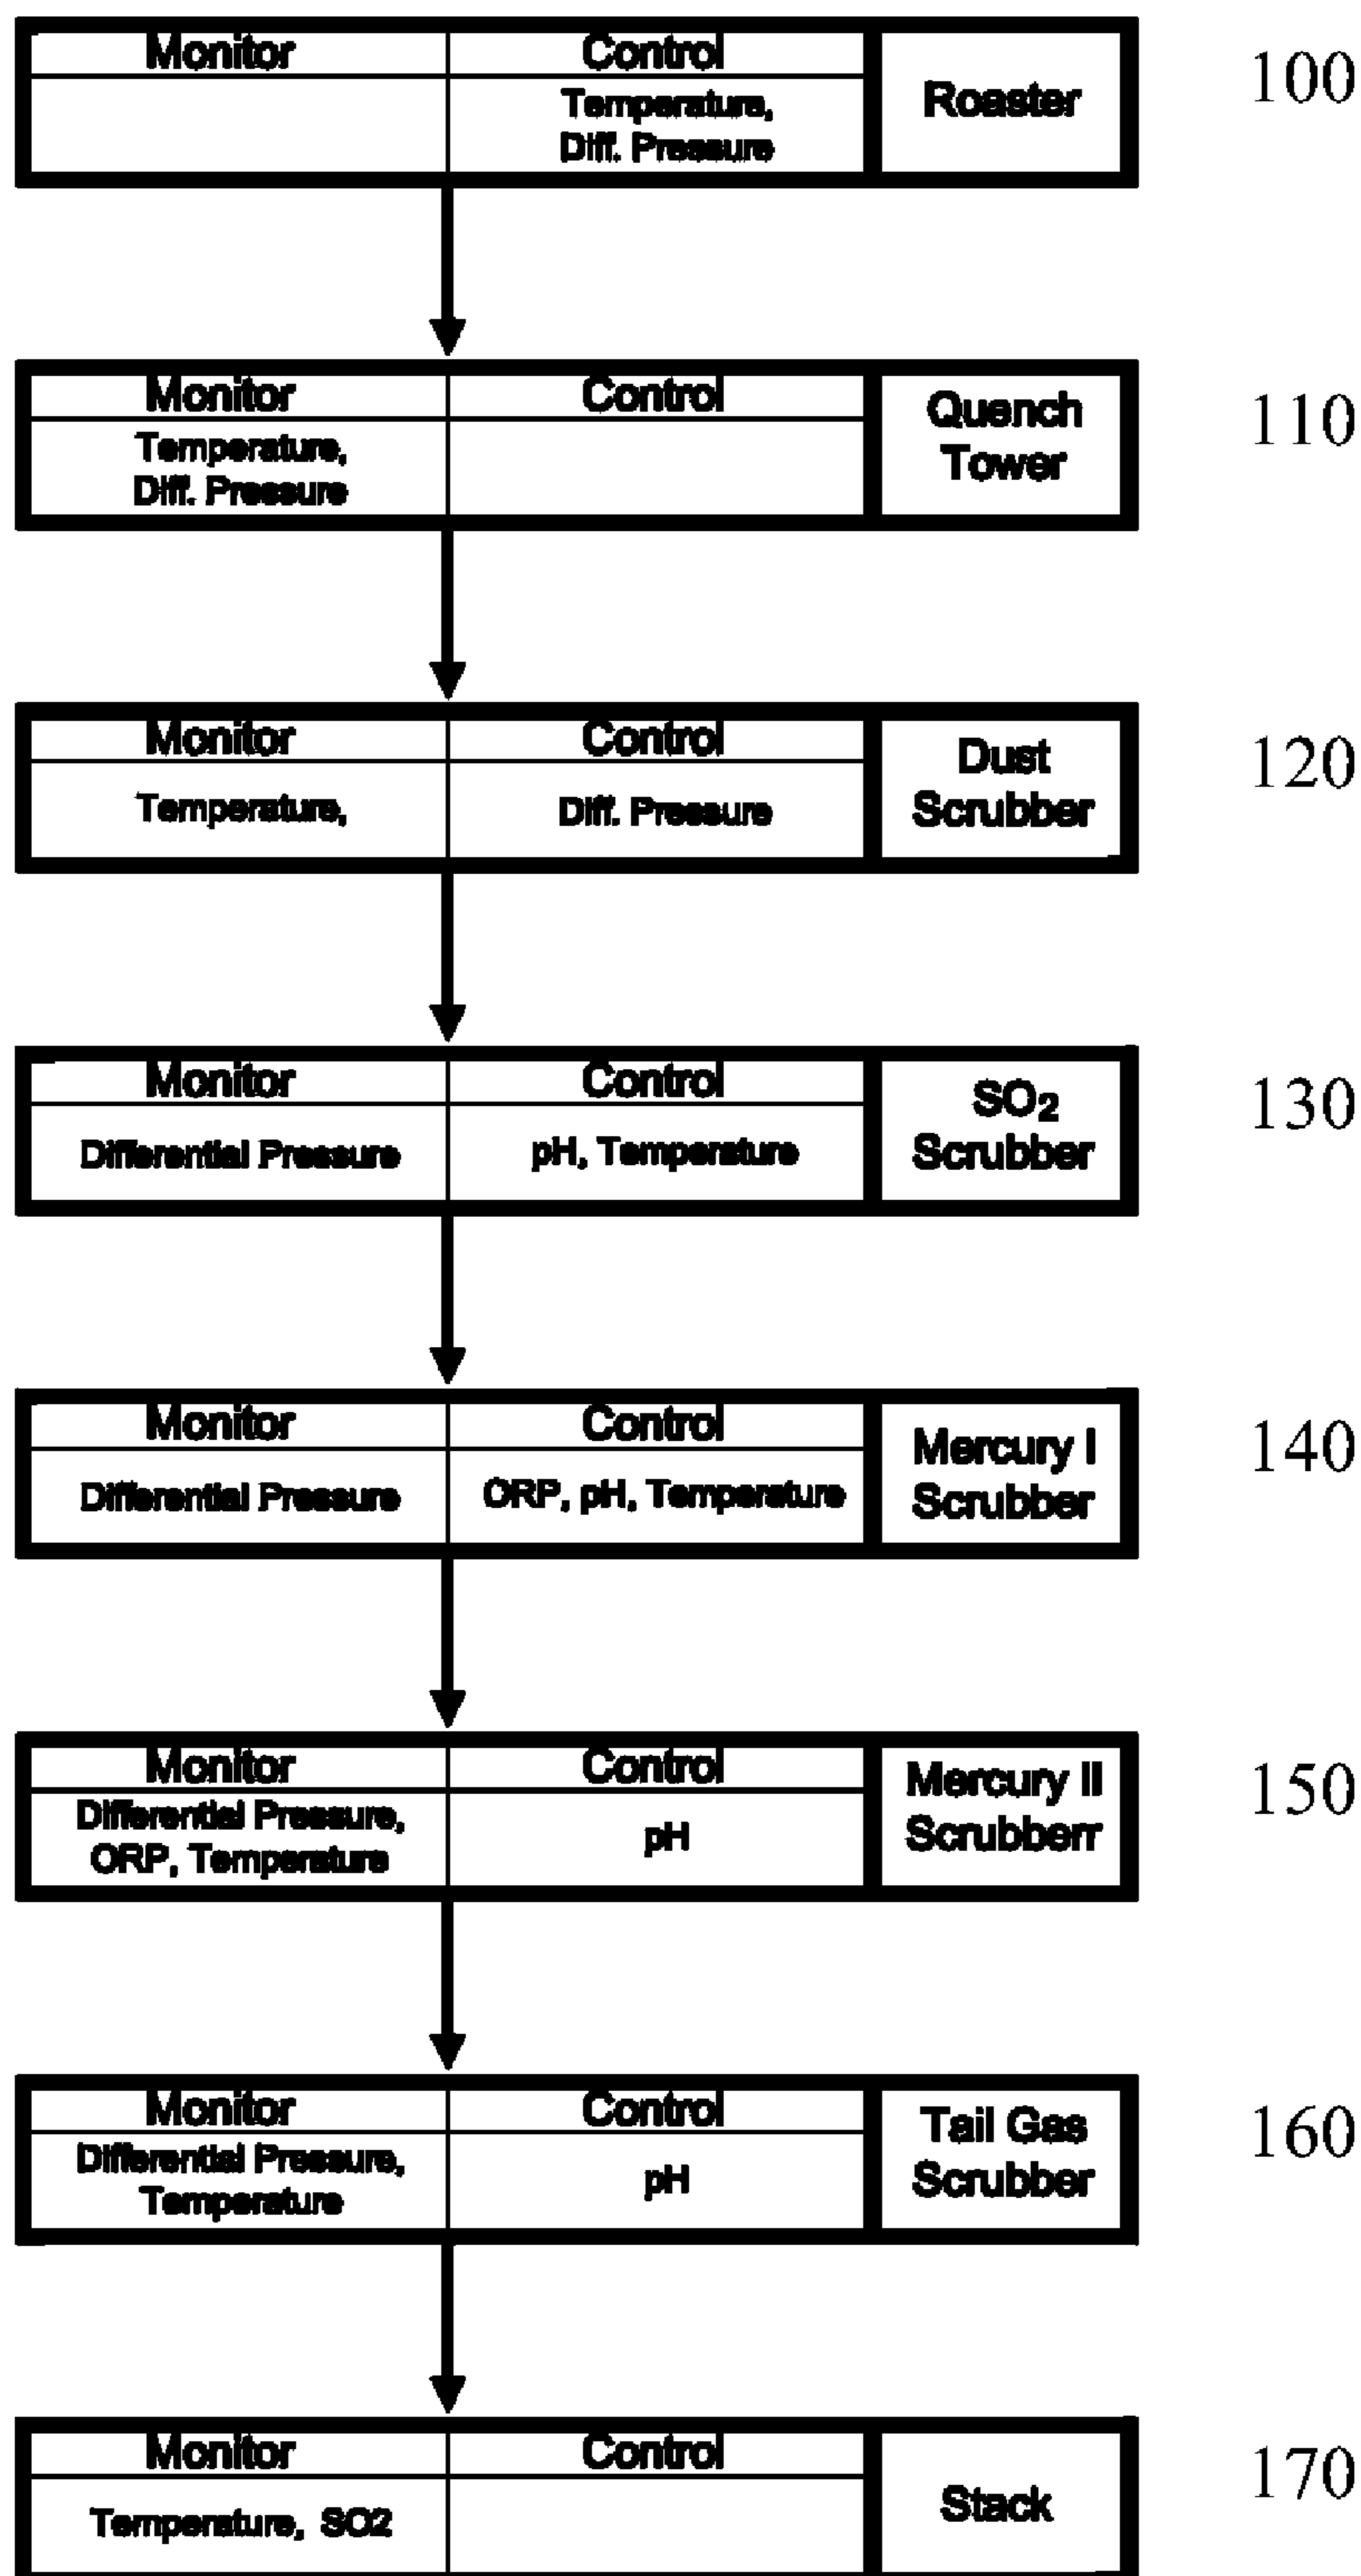 Monitor Control
Roaster 100
Temperature,
Diff. Pressure
Monitor Control
Quench 110
Tower
Temperature,
Diff. Pressure
Monitor Control
Dust 120
Scrubber
Temperature, Diff. Pressure
Monitor Control
SO₂ 130
Scrubber
Differential Pressure pH, Temperature
Monitor Control
Mercury I 140
Scrubber
Differential Pressure ORP, pH, Temperature
Monitor Control
Mercury II 150
Scrubberr
Differential Pressure,
ORP, Temperature
pH
Monitor Control
Tail Gas 160
Scrubber
Differential Pressure,
Temperature
pH
Monitor Control
Stack 170
Temperature, SO2